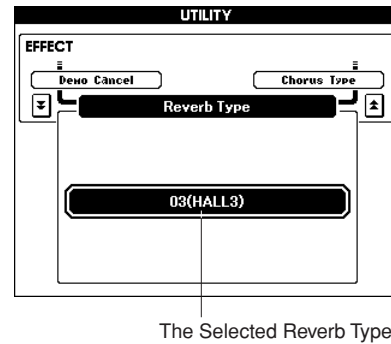 UTILITY
EFFECT
Demo Cancel
Chorus Type
Reverb Type
03(HALL3)
The Selected Reverb Type